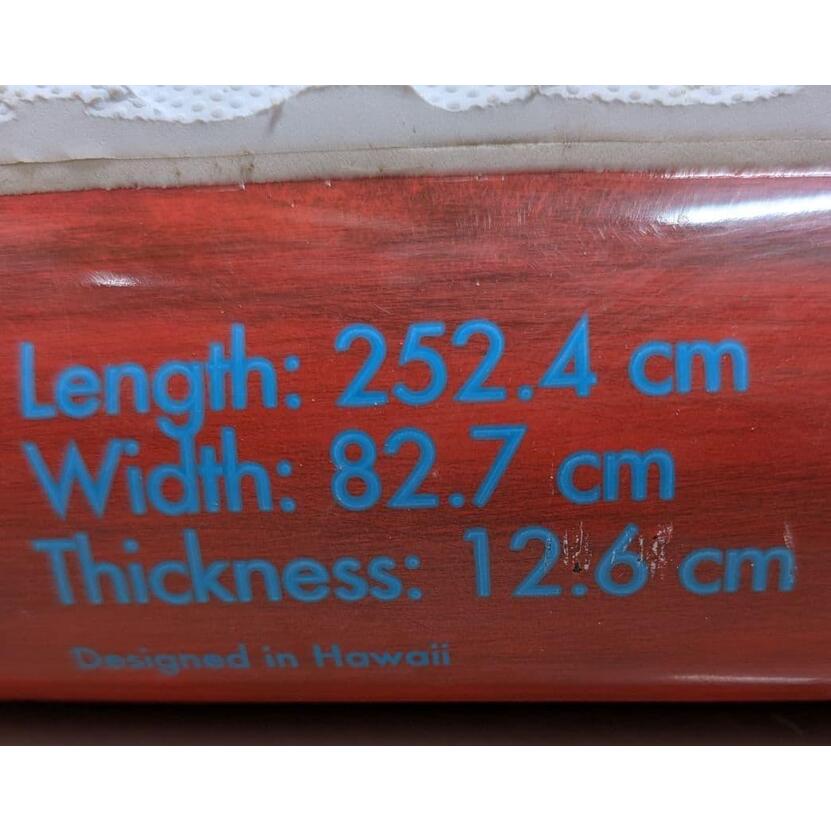 Length: 252.4 cm
Width: 82.7 cm
Thickness: 12.6 cm
Designed in Hawaii